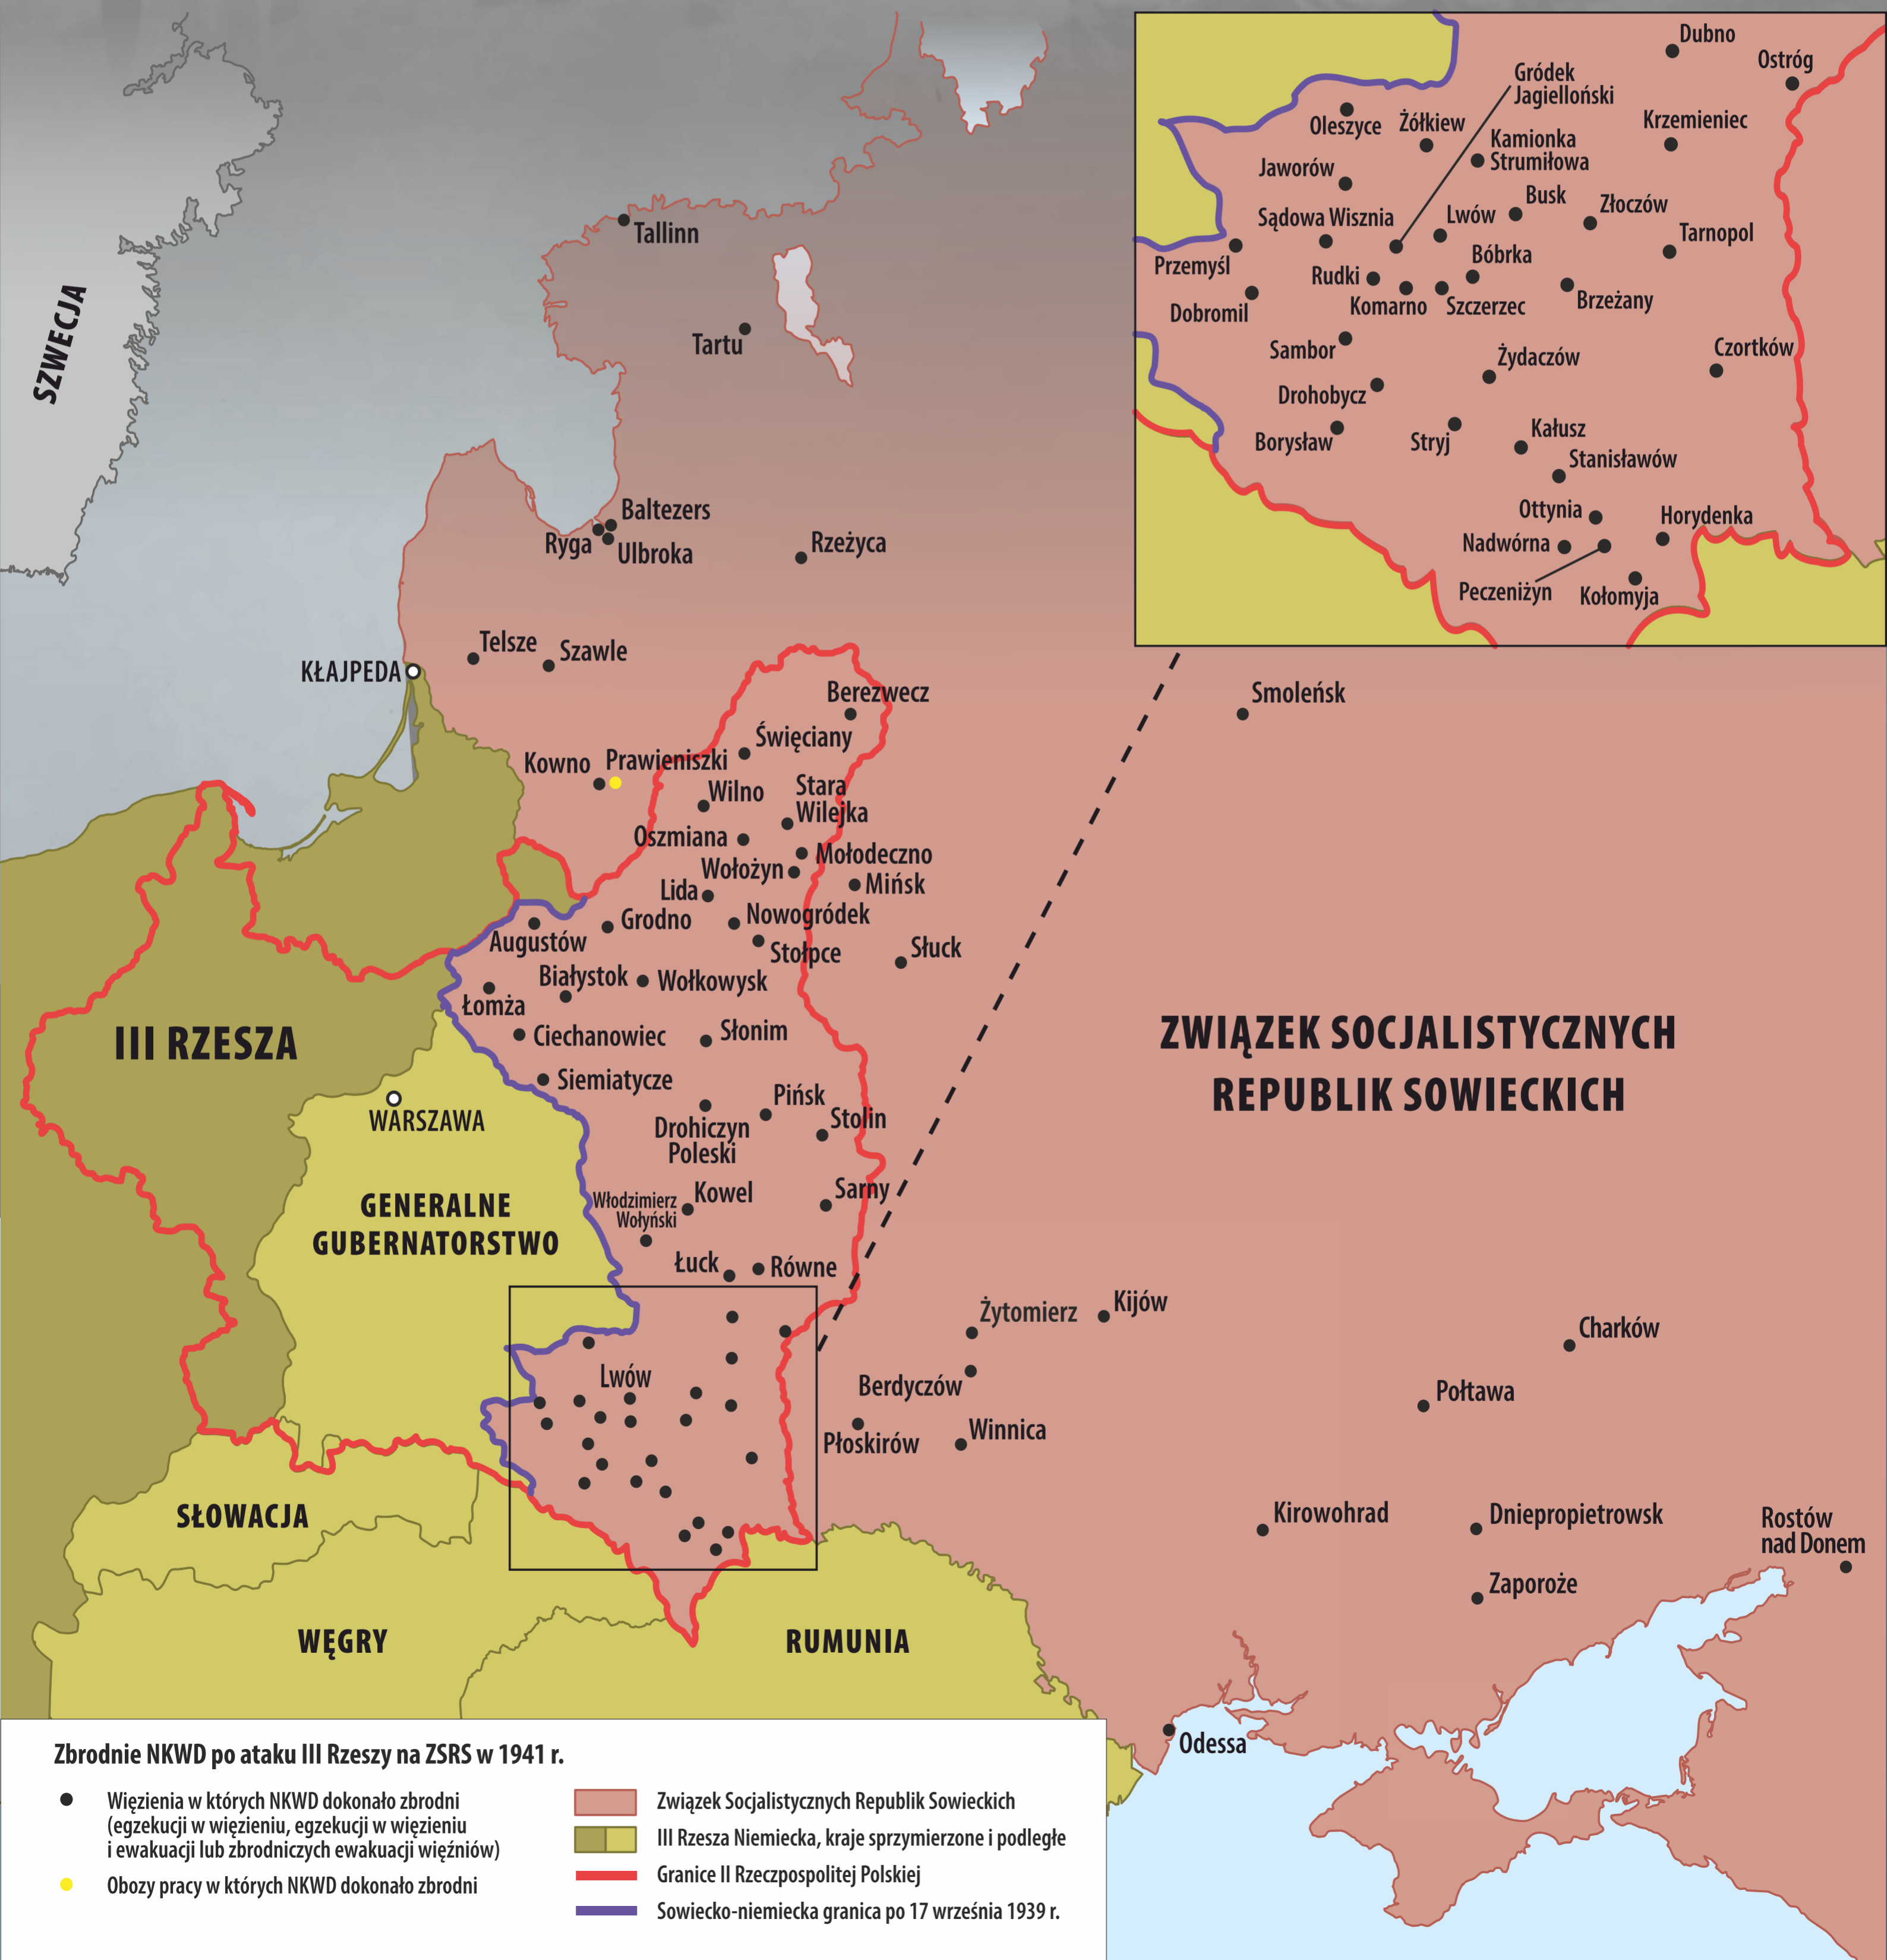 SZWECJA
Tallinn
Tartu
Baltezers
Ryga
Ulbroka
Rzeżyca
Telsze
Szawle
KŁAJPEDA
Dubno
Ostróg
Gródek
Jagielloński
Oleszyce
Żółkiew
Krzemieniec
Kamionka
Strumiłowa
Jaworów
Busk
Złoczów
Sądowa Wisznia
Lwów
Tarnopol
Przemyśl
Bóbrka
Rudki
Dobromil
Komarno
Szczerzec
Brzeżany
Sambor
Żydaczów
Czortków
Drohobycz
Borysław
Stryj
Kałusz
Stanisławów
Ottynia
Horydenka
Nadwórna
Peczeniżyn
Kołomyja
Smoleńsk
Berezwecz
Święciany
Kowno
Prawieniszki
Wilno
Stara
Wilejka
Oszmiana
Mołodeczno
Wołożyn
Mińsk
Lida
Grodno
Nowogródek
Augustów
Stołpce
Słuck
Białystok
Wołkowysk
Łomża
Ciechanowiec
Słonim
III RZESZA
Siemiatycze
WARSZAWA
Pińsk
Drohiczyn
Poleski
Stolin
ZWIĄZEK SOCJALISTYCZNYCH
REPUBLIK SOWIECKICH
GENERALNE
GUBERNATORSTWO
Włodzimierz
Wołyński
Kowel
Sarny
Łuck
Równe
Lwów
Żytomierz
Kijów
Charków
Berdyczów
Połtawa
Płoskirów
Winnica
SŁOWACJA
Kirowohrad
Dniepropietrowsk
Rostów
nad Donem
Zaporoże
WĘGRY
RUMUNIA
Odessa
Zbrodnie NKWD po ataku III Rzeszy na ZSRS w 1941 r.
Więzienia w których NKWD dokonało zbrodni
(egzekucji w więzieniu, egzekucji w więzieniu
i ewakuacji lub zbrodniczych ewakuacji więźniów)
Obozy pracy w których NKWD dokonało zbrodni
Związek Socjalistycznych Republik Sowieckich
III Rzesza Niemiecka, kraje sprzymierzone i podległe
Granice II Rzeczpospolitej Polskiej
Sowiecko-niemiecka granica po 17 września 1939 r.